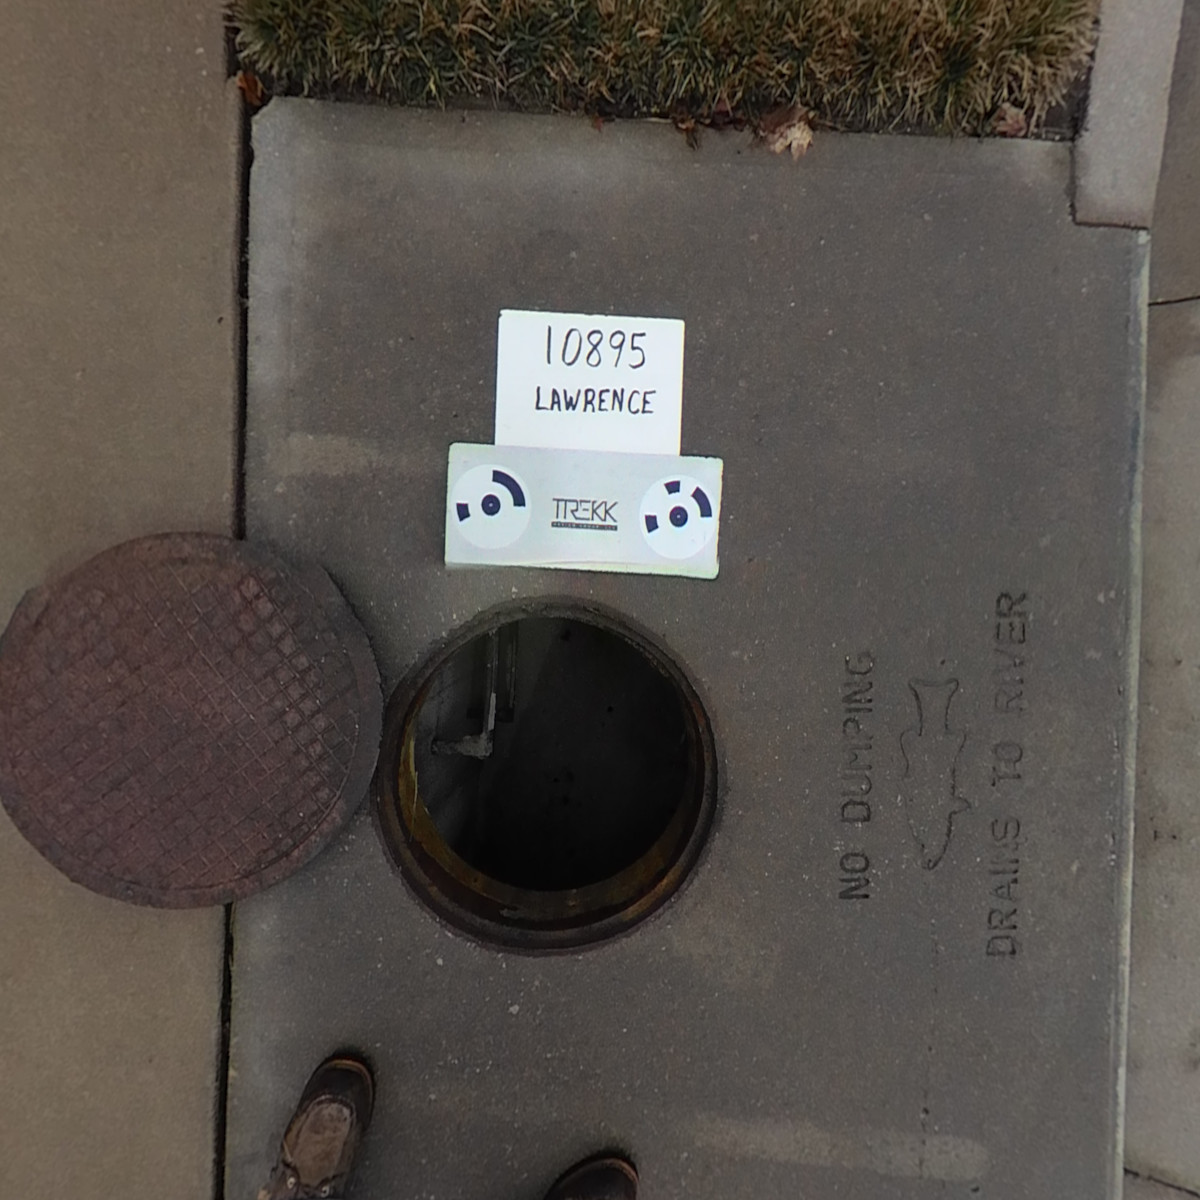 10895
LAWRENCE
TREKK
NO DUMPING
DRAINS TO RIVER